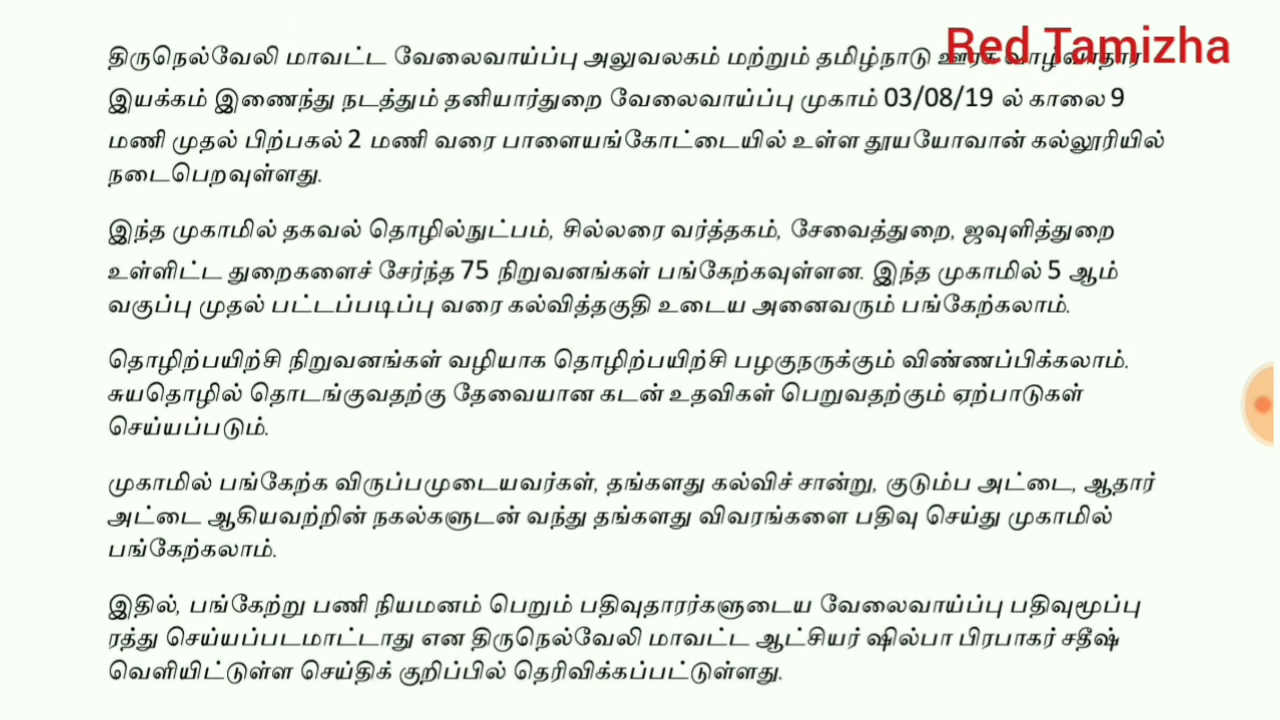 Red Tamizha
திருநெல்வேலி மாவட்ட வேலைவாய்ப்பு அலுவலகம் மற்றும் தமிழ்நாடு ஊரக வாழ்வாதார
இயக்கம் இணைந்து நடத்தும் தனியார்துறை வேலைவாய்ப்பு முகாம் 03/08/19 ல் காலை 9
மணி முதல் பிற்பகல் 2 மணி வரை பாளையங்கோட்டையில் உள்ள தூயயோவான் கல்லூரியில்
நடைபெறவுள்ளது.
இந்த முகாமில் தகவல் தொழில்நுட்பம், சில்லரை வர்த்தகம், சேவைத்துறை, ஜவுளித்துறை
உள்ளிட்ட துறைகளைச் சேர்ந்த 75 நிறுவனங்கள் பங்கேற்கவுள்ளன. இந்த முகாமில் 5 ஆம்
வகுப்பு முதல் பட்டப்படிப்பு வரை கல்வித்தகுதி உடைய அனைவரும் பங்கேற்கலாம்.
தொழிற்பயிற்சி நிறுவனங்கள் வழியாக தொழிற்பயிற்சி பழகுநருக்கும் விண்ணப்பிக்கலாம்.
சுயதொழில் தொடங்குவதற்கு தேவையான கடன் உதவிகள் பெறுவதற்கும் ஏற்பாடுகள்
செய்யப்படும்.
முகாமில் பங்கேற்க விருப்பமுடையவர்கள், தங்களது கல்விச் சான்று, குடும்ப அட்டை, ஆதார்
அட்டை ஆகியவற்றின் நகல்களுடன் வந்து தங்களது விவரங்களை பதிவு செய்து முகாமில்
பங்கேற்கலாம்.
இதில், பங்கேற்று பணி நியமனம் பெறும் பதிவுதாரர்களுடைய வேலைவாய்ப்பு பதிவுமூப்பு
ரத்து செய்யப்படமாட்டாது என திருநெல்வேலி மாவட்ட ஆட்சியர் ஷில்பா பிரபாகர் சதீஷ்
வெளியிட்டுள்ள செய்திக் குறிப்பில் தெரிவிக்கப்பட்டுள்ளது.